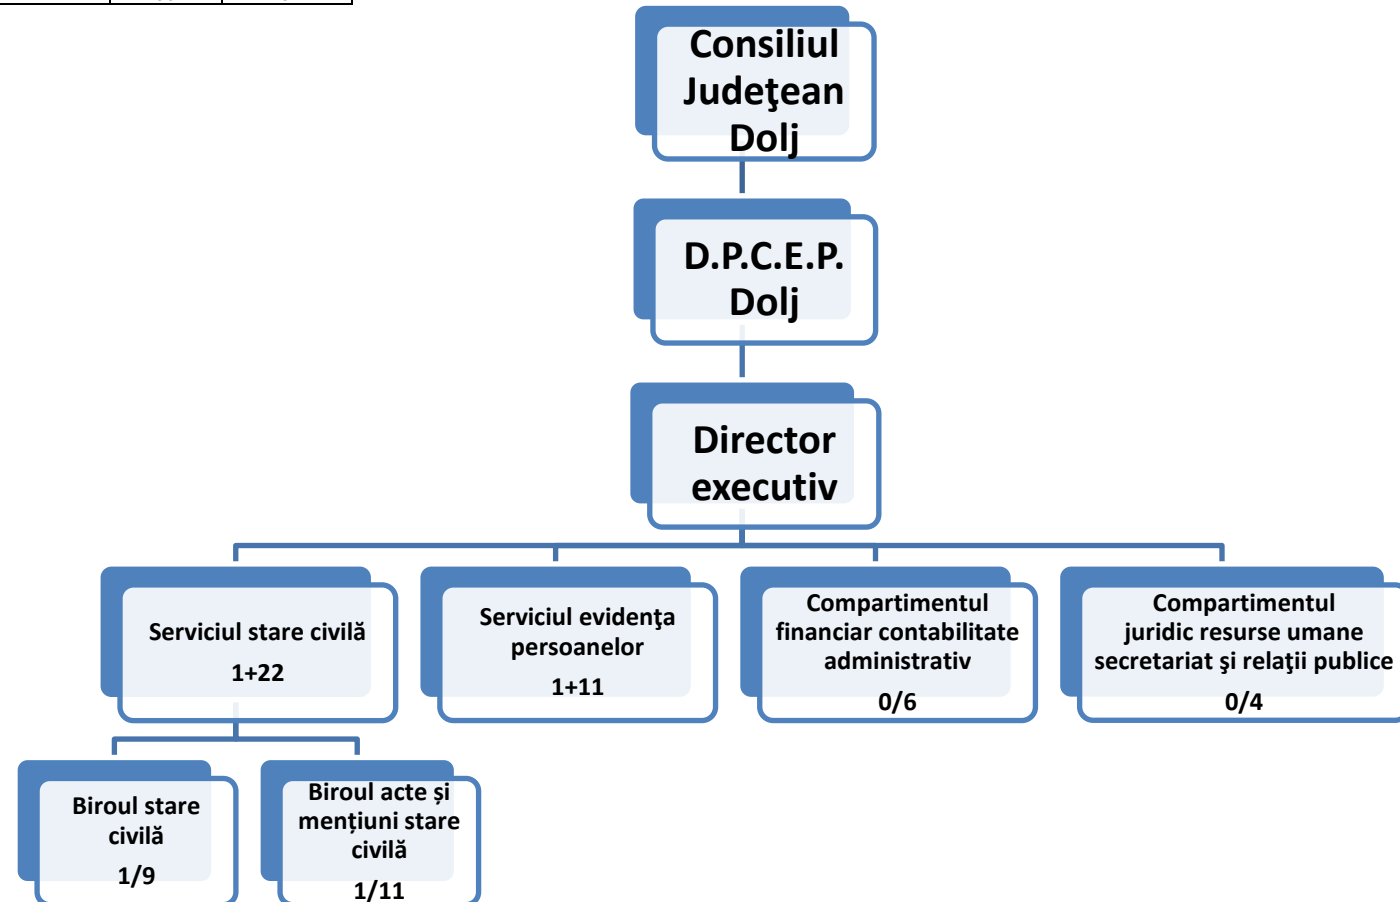 Consiliul
Judeţean
Dolj
D.P.C.E.P.
Dolj
Director
executiv
Serviciul stare civilă
1+22
Serviciul evidenţa
persoanelor
1+11
Compartimentul
financiar contabilitate
administrativ
0/6
Compartimentul
juridic resurse umane
secretariat şi relaţii publice
0/4
Biroul stare
civilă
1/9
Biroul acte și
mențiuni stare
civilă
1/11